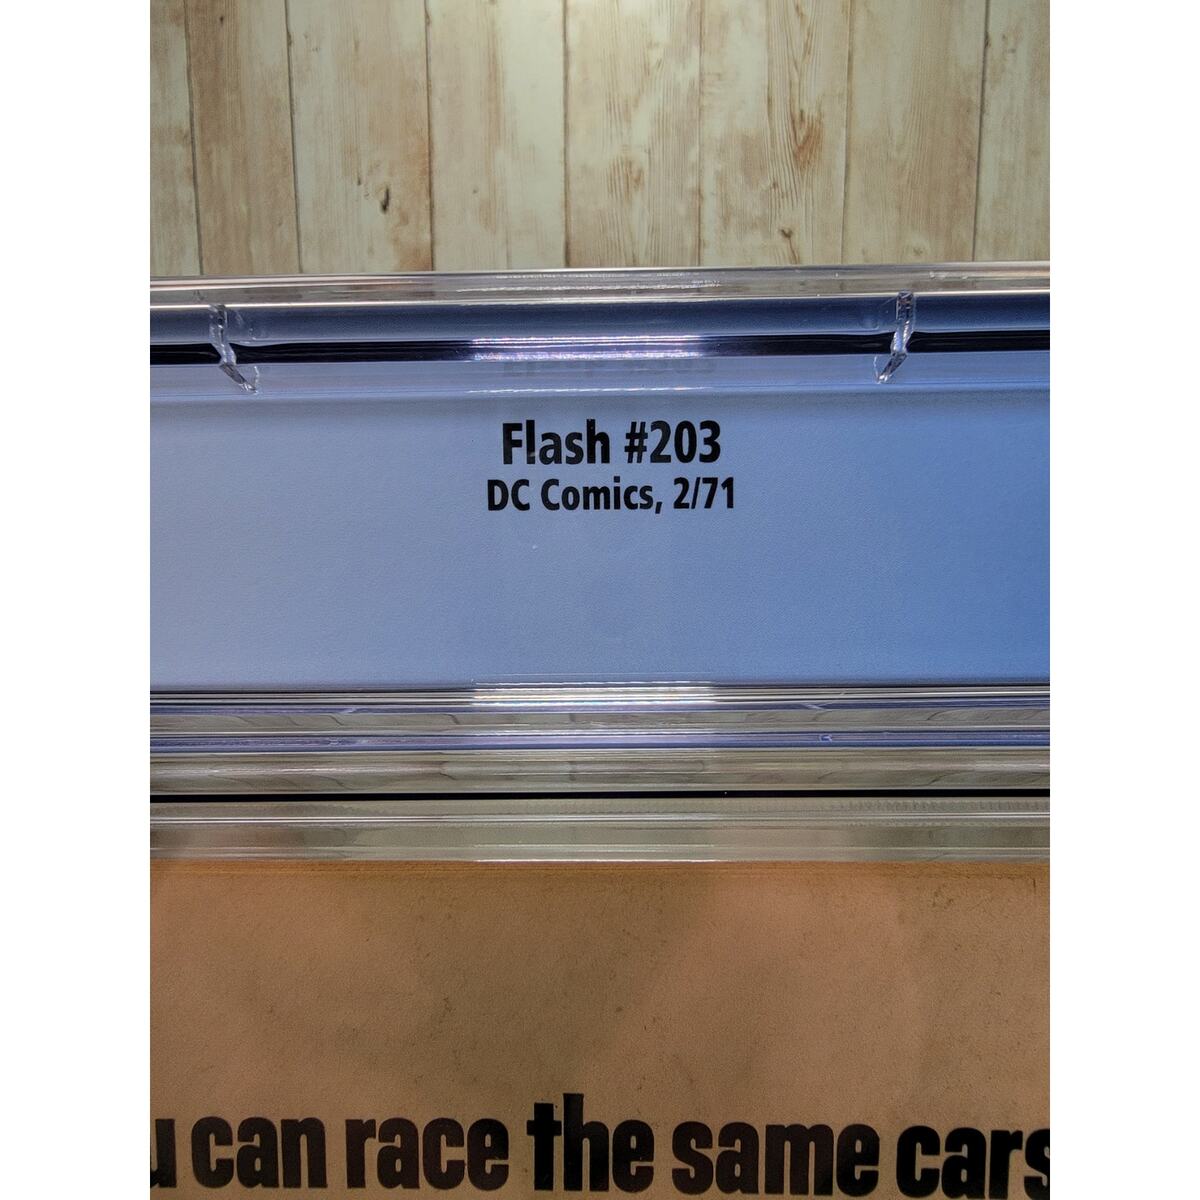 Flash #203
DC Comics, 2/71
can race the same cars